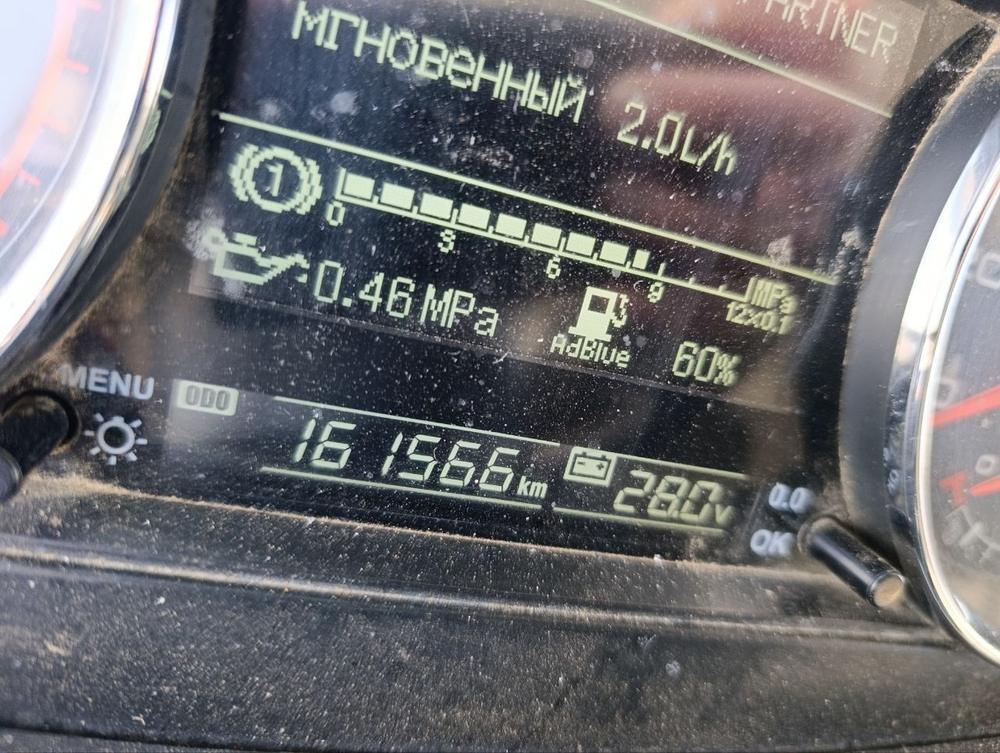 PARTNER
Мгновенный 2.0L/h
1
0 3 6 9 MPa
12x0.1
0.46 MPa
AdBlue 60%
MENU
ODO
161566 km 28.0V
0.0
OK